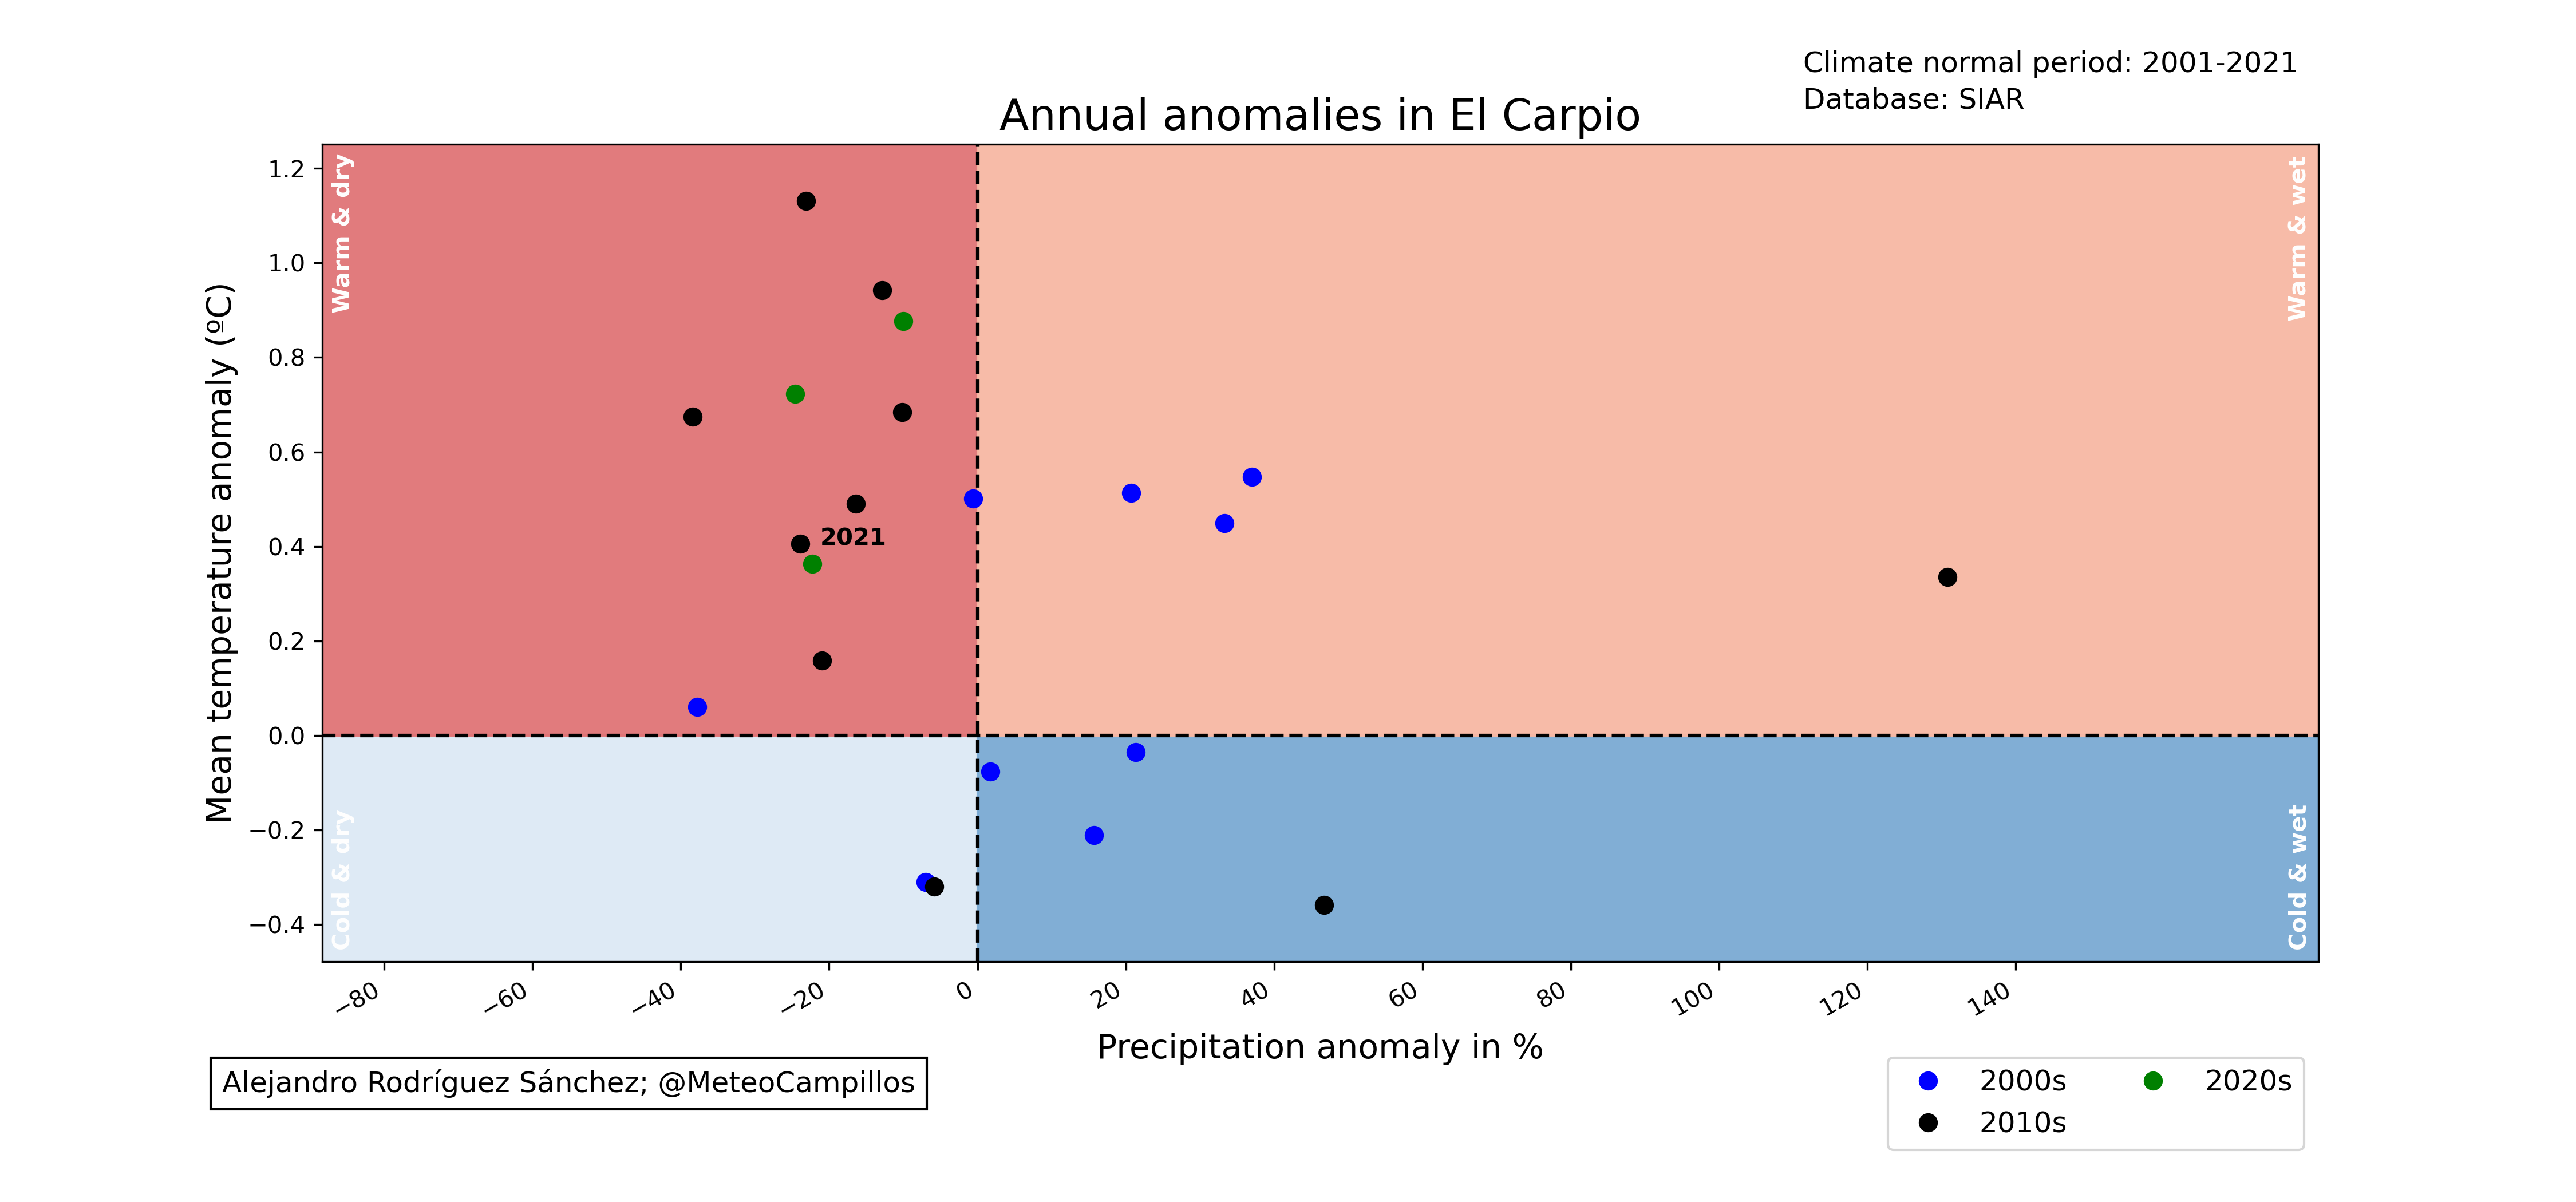 Climate normal period: 2001-2021
Database: SIAR
Annual anomalies in El Carpio
Mean temperature anomaly (ºC)
1.2
1.0
0.8
0.6
0.4
0.2
0.0
−0.2
−0.4
Warm & dry
Warm & wet
2021
Cold & dry
Cold & wet
−80 −60 −40 −20 0 20 40 60 80 100 120 140
Precipitation anomaly in %
Alejandro Rodríguez Sánchez; @MeteoCampillos
2000s 2020s
2010s